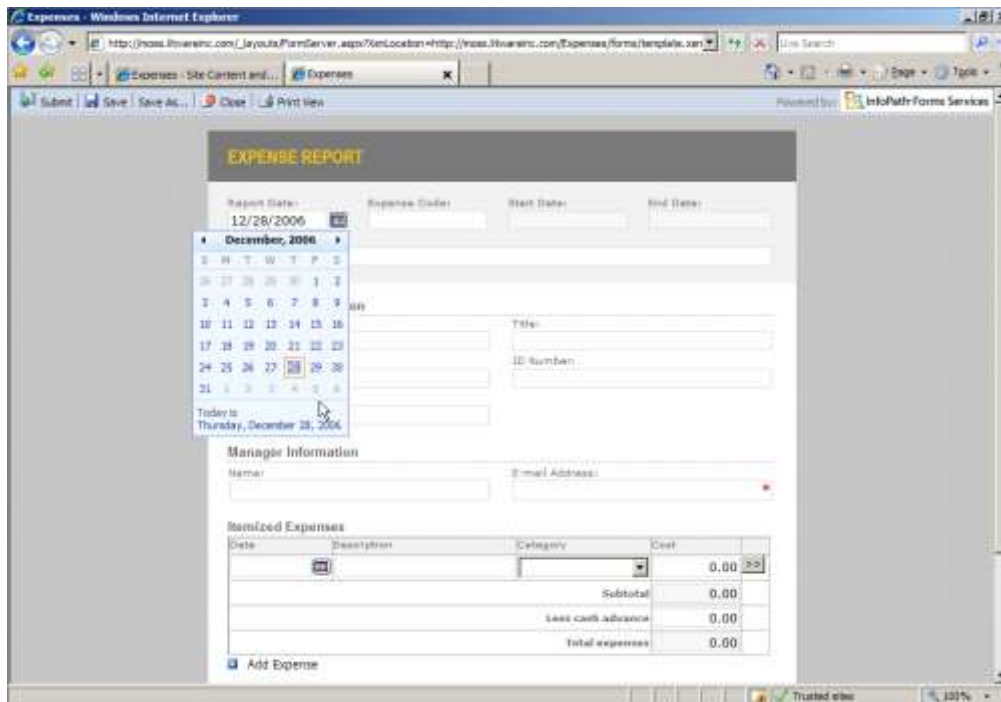 Expenses - Windows Internet Explorer
Live Search
Expenses - Site Content and... Expenses
Page Tools
Submit Save Save As... Close Print View Powered by: InfoPath Forms Services
EXPENSE REPORT
Report Date: Expense Code: Start Date: End Date:
12/28/2006
December, 2006
S M T W T F S
26 27 28 29 30 1 2
3 4 5 6 7 8 9
10 11 12 13 14 15 16
17 18 19 20 21 22 23
24 25 26 27 28 29 30
31 1 2 3 4 5 6
Today is
Thursday, December 28, 2006
Title:
ID Number:
Manager Information
Name: E-mail Address:
*
Itemized Expenses
Date Description Category Cost
0.00 >>
Subtotal 0.00
Less cash advance 0.00
Total expenses 0.00
Add Expense
Trusted sites 100%